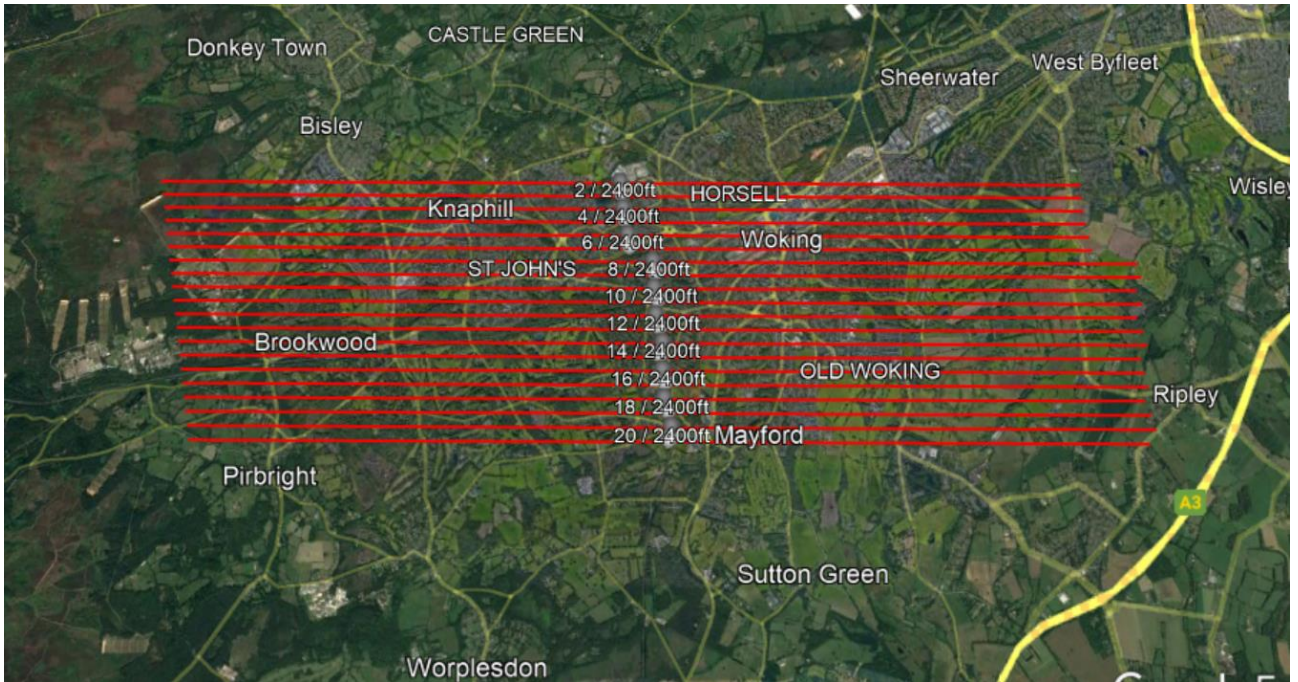 CASTLE GREEN
Donkey Town
West Byfleet
Sheerwater
Bisley
2 / 2400ft
HORSELL
Wisley
Knaphill
4 / 2400ft
6 / 2400ft
Woking
ST JOHN'S
8 / 2400ft
10 / 2400ft
12 / 2400ft
Brookwood
14 / 2400ft
OLD WOKING
16 / 2400ft
Ripley
18 / 2400ft
20 / 2400ft
Mayford
Pirbright
A3
Sutton Green
Worplesdon